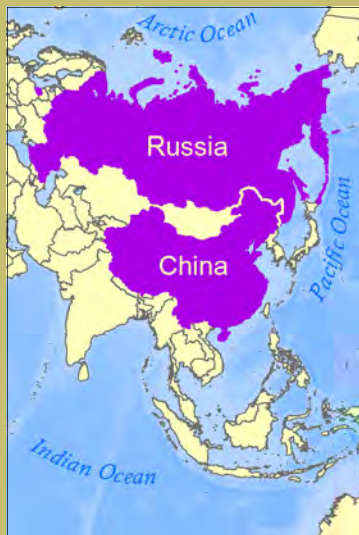 Arctic Ocean
Russia
Pacific Ocean
China
Indian Ocean